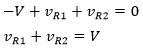 −V + v_{R1} + v_{R2} = 0
v_{R1} + v_{R2} = V